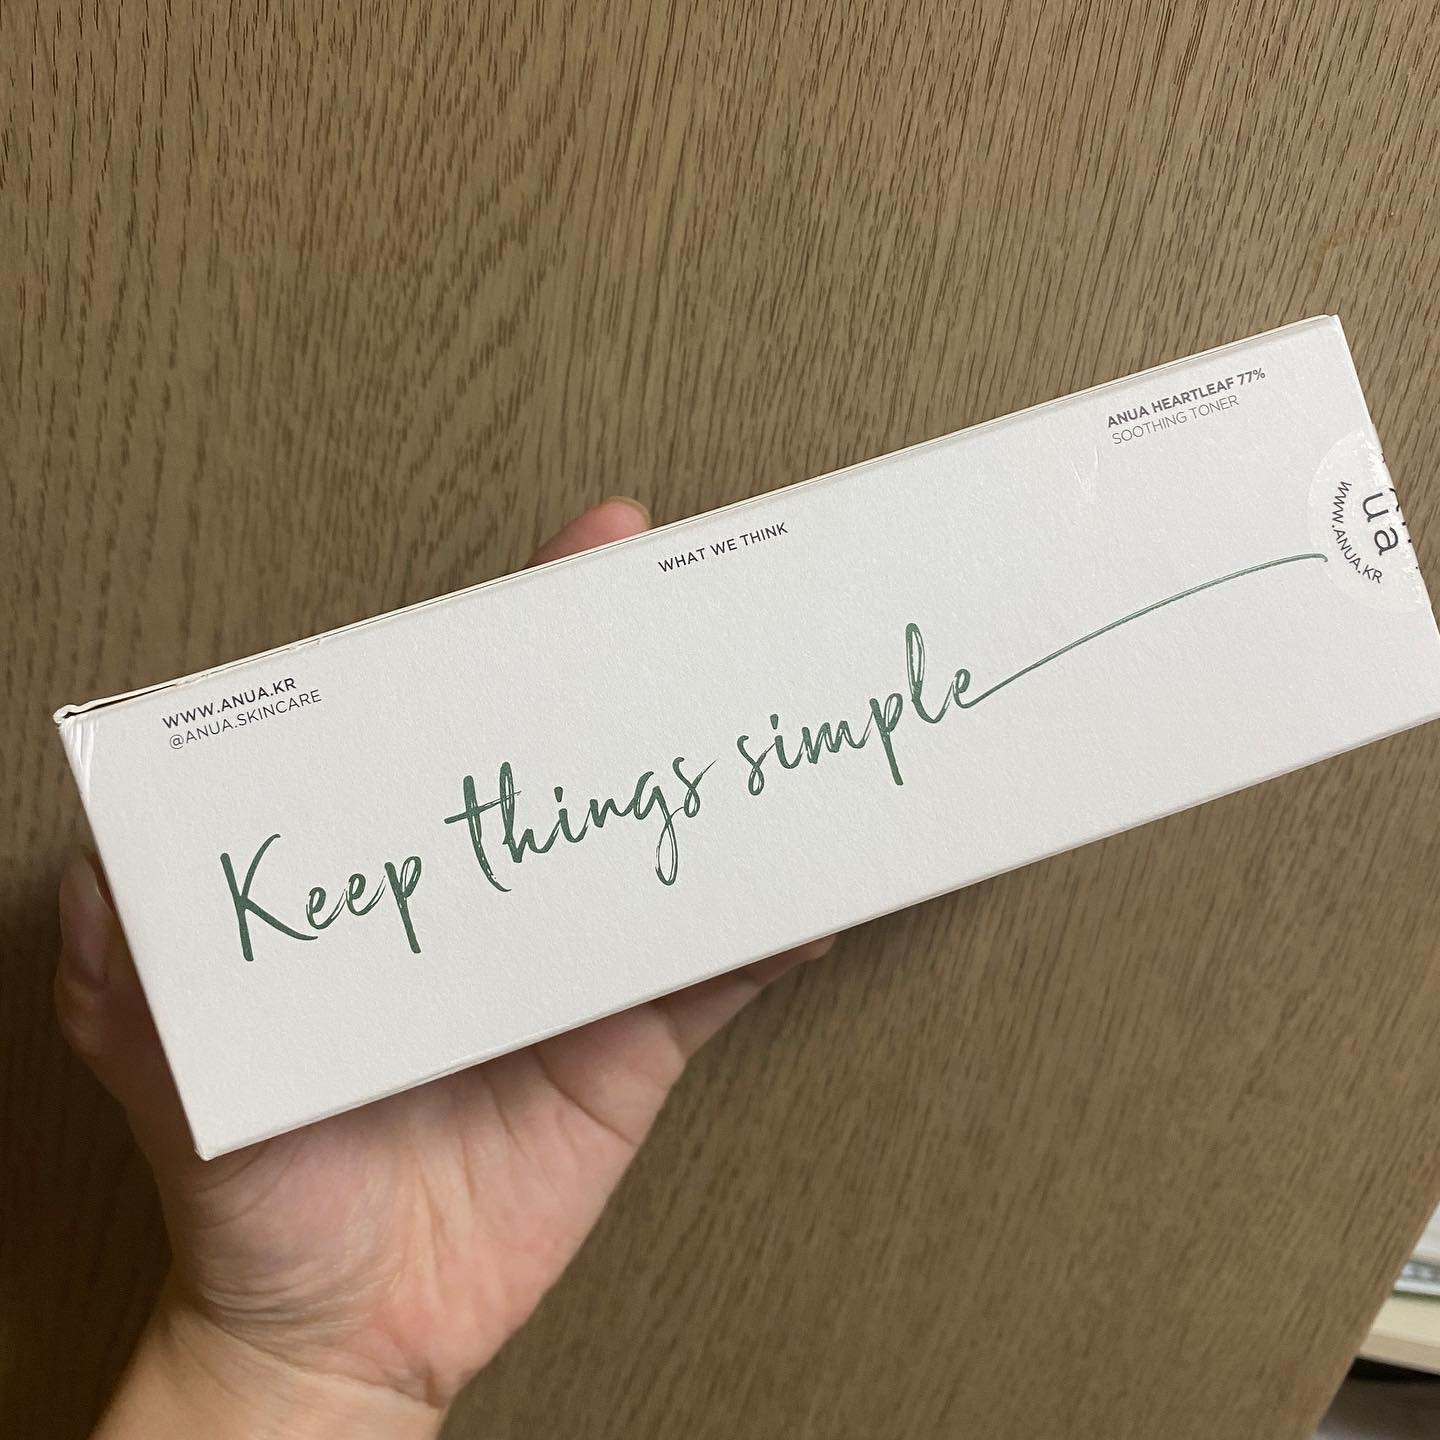 WWW.ANUA.KR
@ANUA.SKINCARE
WHAT WE THINK
ANUA HEARTLEAF 77%
SOOTHING TONER
Keep things simple
ua
WWW.ANUA.KR